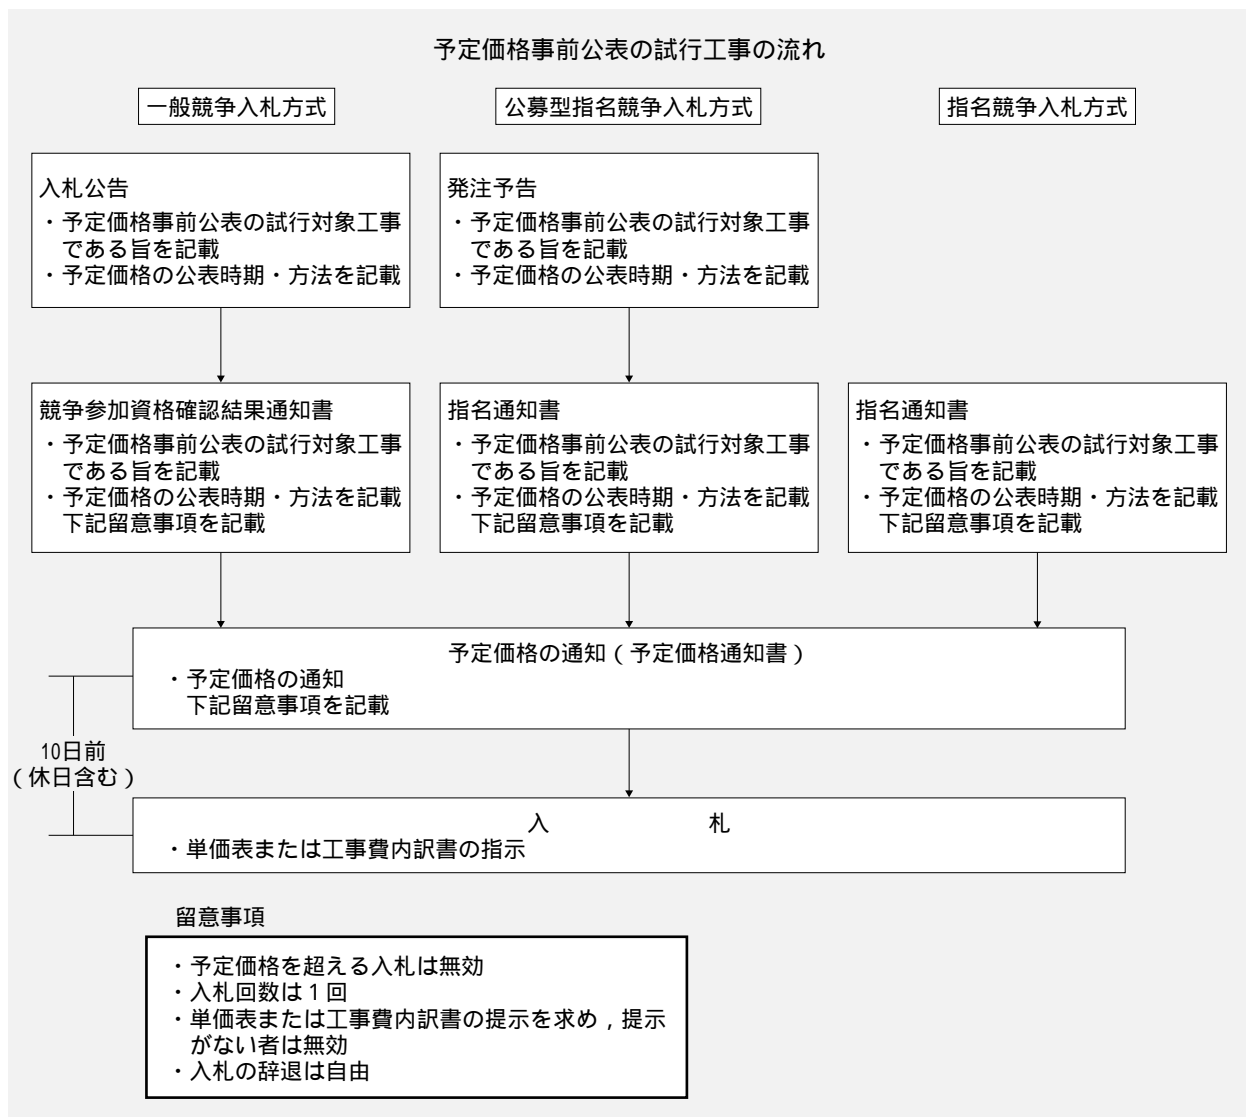 予定価格事前公表の試行工事の流れ
一般競争入札方式
公募型指名競争入札方式
指名競争入札方式
入札公告
・予定価格事前公表の試行対象工事
である旨を記載
・予定価格の公表時期・方法を記載
発注予告
・予定価格事前公表の試行対象工事
である旨を記載
・予定価格の公表時期・方法を記載
競争参加資格確認結果通知書
・予定価格事前公表の試行対象工事
である旨を記載
・予定価格の公表時期・方法を記載
下記留意事項を記載
指名通知書
・予定価格事前公表の試行対象工事
である旨を記載
・予定価格の公表時期・方法を記載
下記留意事項を記載
指名通知書
・予定価格事前公表の試行対象工事
である旨を記載
・予定価格の公表時期・方法を記載
下記留意事項を記載
予定価格の通知(予定価格通知書)
・予定価格の通知
下記留意事項を記載
10日前
(休日含む)
入　札
・単価表または工事費内訳書の指示
留意事項
・予定価格を超える入札は無効
・入札回数は1回
・単価表または工事費内訳書の提示を求め,提示
がない者は無効
・入札の辞退は自由